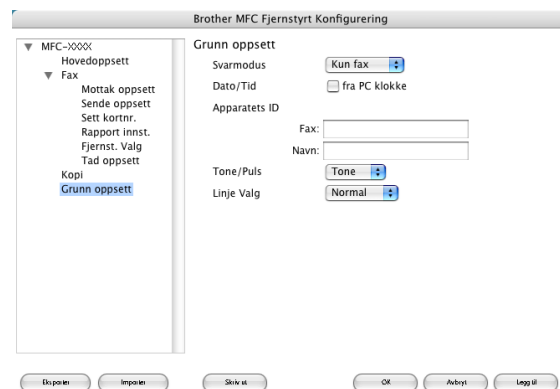 Brother MFC Fjernstyrt Konfigurering
MFC-XXXX
Hovedoppsett
Fax
Mottak oppsett
Sende oppsett
Sett kortnr.
Rapport innst.
Fjernst. Valg
Tad oppsett
Kopi
Grunn oppsett
Grunn oppsett
Svarmodus Kun fax
Dato/Tid fra PC klokke
Apparatets ID
Fax:
Navn:
Tone/Puls Tone
Linje Valg Normal
Eksporter Importer Skriv ut OK Avbryt Legg til